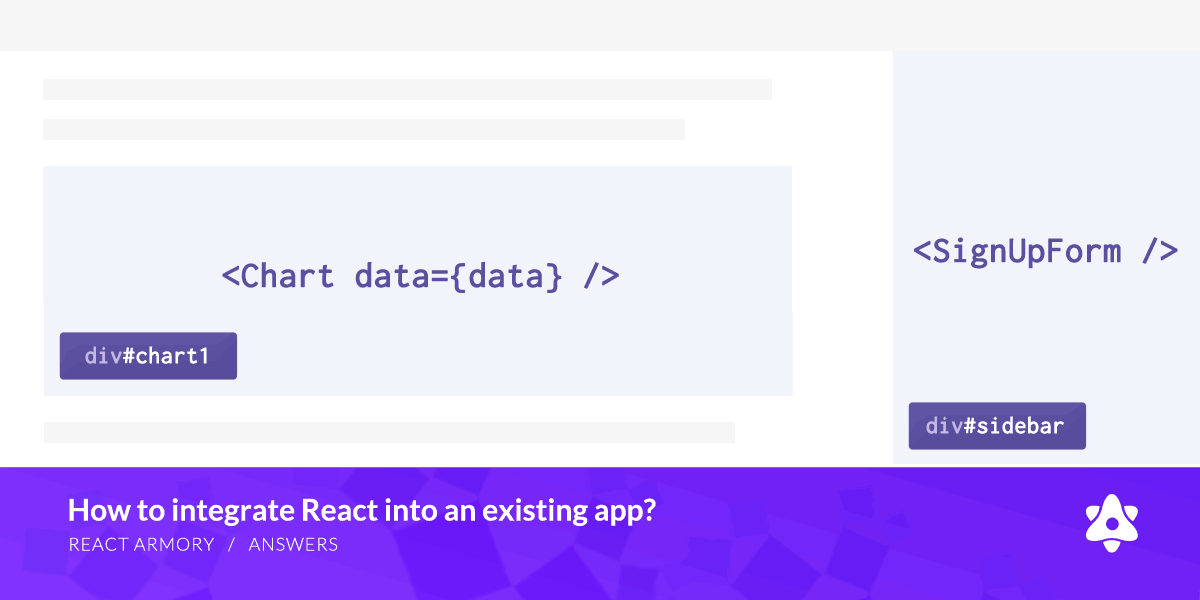 <Chart data={data} />
div#chart1
<SignUpForm />
div#sidebar
How to integrate React into an existing app?
REACT ARMORY / ANSWERS